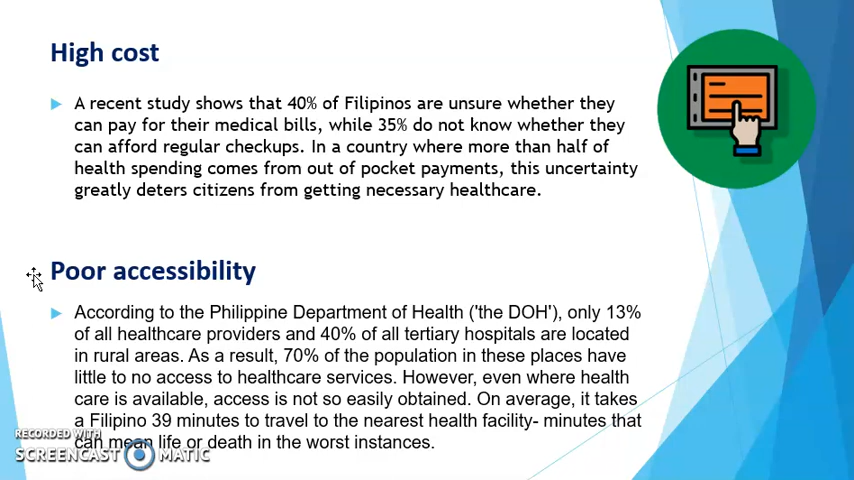 High cost
A recent study shows that 40% of Filipinos are unsure whether they
can pay for their medical bills, while 35% do not know whether they
can afford regular checkups. In a country where more than half of
health spending comes from out of pocket payments, this uncertainty
greatly deters citizens from getting necessary healthcare.
Poor accessibility
According to the Philippine Department of Health ('the DOH'), only 13%
of all healthcare providers and 40% of all tertiary hospitals are located
in rural areas. As a result, 70% of the population in these places have
little to no access to healthcare services. However, even where health
care is available, access is not so easily obtained. On average, it takes
a Filipino 39 minutes to travel to the nearest health facility- minutes that
can mean life or death in the worst instances.
RECORDED WITH
SCREENCAST MATIC